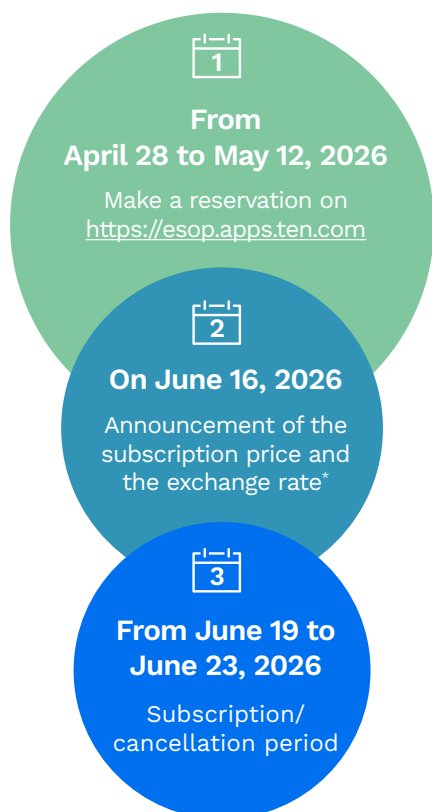 1
From
April 28 to May 12, 2026
Make a reservation on
https://esop.apps.ten.com
2
On June 16, 2026
Announcement of the
subscription price and
the exchange rate*
3
From June 19 to
June 23, 2026
Subscription/
cancellation period